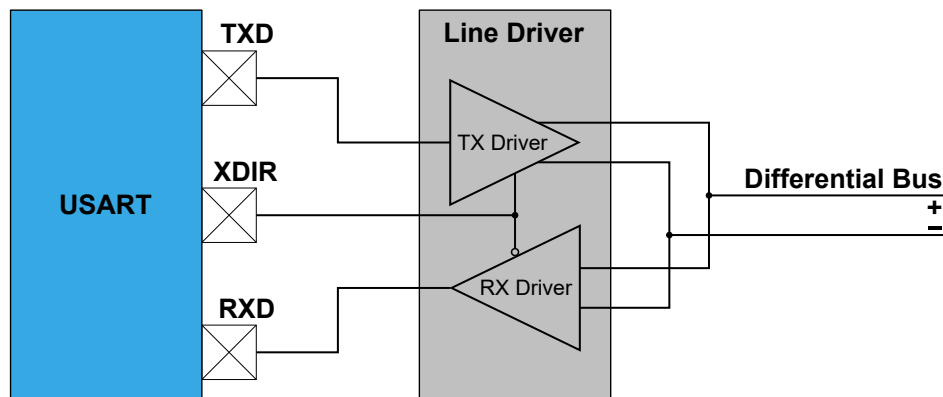 TXD
Line Driver
TX Driver
XDIR
USART
Differential Bus
+
−
RX Driver
RXD